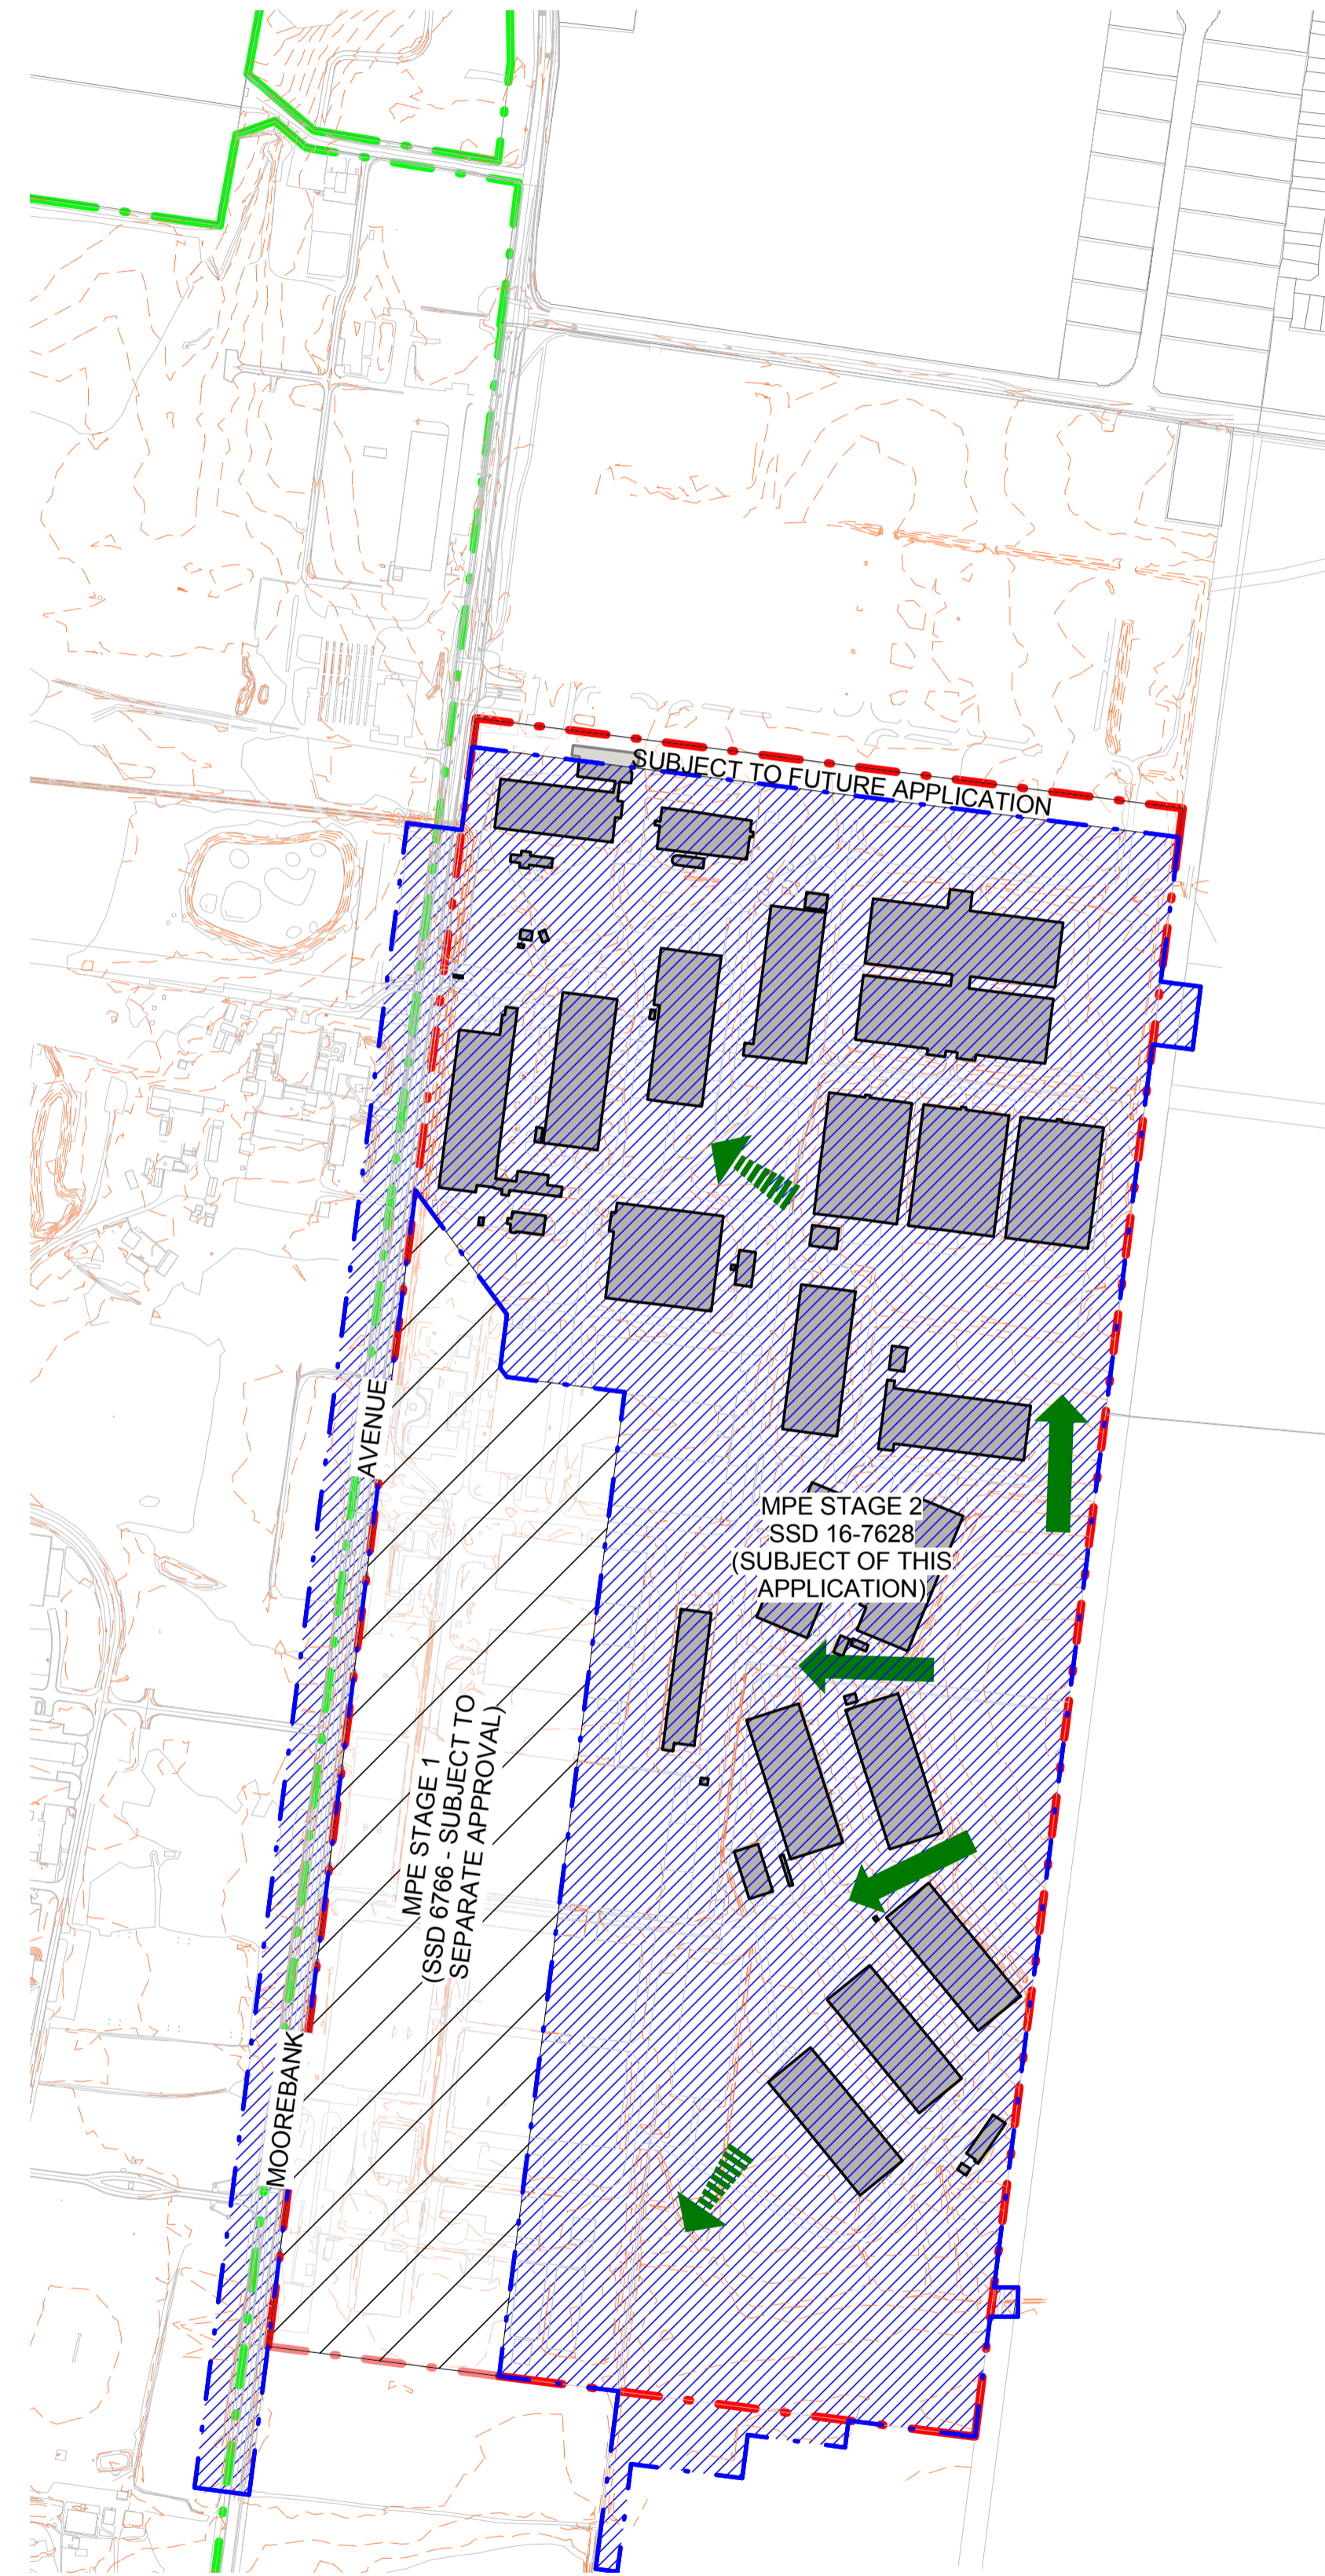 SUBJECT TO FUTURE APPLICATION
AVENUE
MPE STAGE 2
SSD 16-7628
(SUBJECT OF THIS
APPLICATION)
MPE STAGE 1
(SSD 6766 - SUBJECT TO
SEPARATE APPROVAL)
MOOREBANK